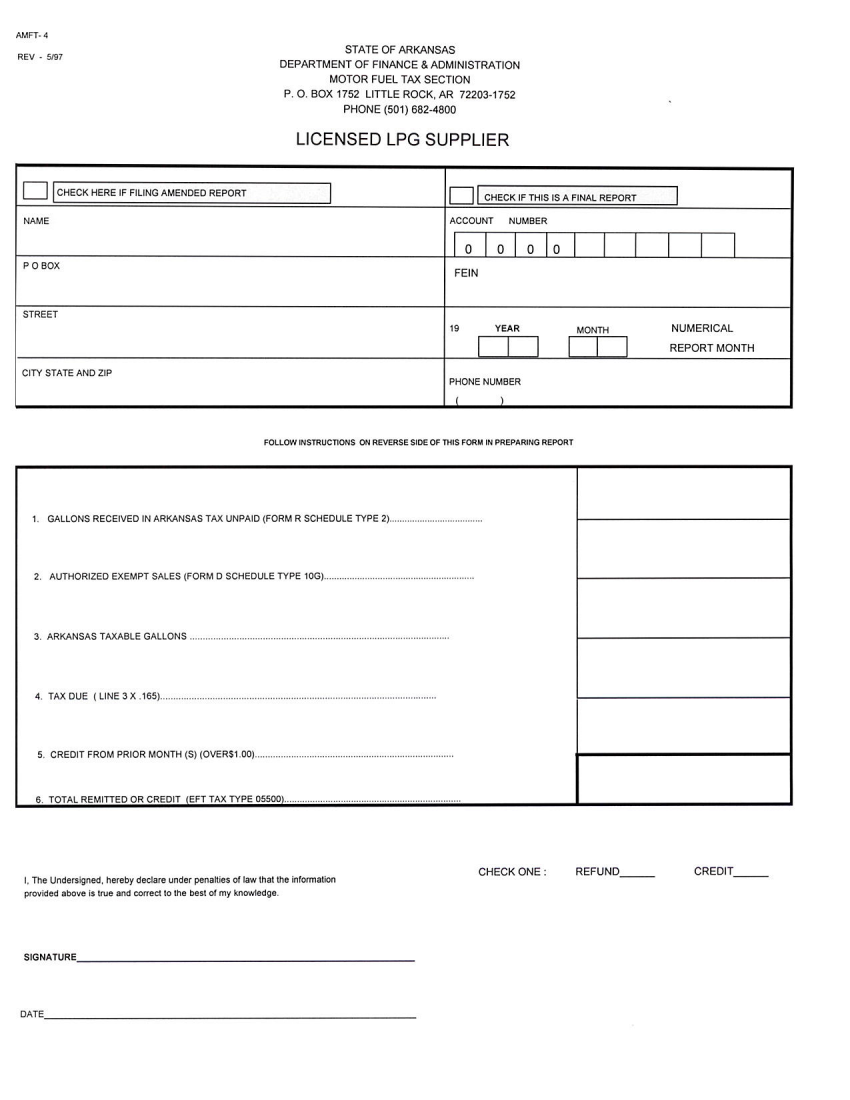 AMFT- 4
REV - 5/97
STATE OF ARKANSAS
DEPARTMENT OF FINANCE & ADMINISTRATION
MOTOR FUEL TAX SECTION
P. O. BOX 1752 LITTLE ROCK, AR 72203-1752
PHONE (501) 682-4800
LICENSED LPG SUPPLIER
CHECK HERE IF FILING AMENDED REPORT
CHECK IF THIS IS A FINAL REPORT
NAME
ACCOUNT NUMBER
0 0 0 0
P O BOX
FEIN
STREET
19 YEAR MONTH NUMERICAL
REPORT MONTH
CITY STATE AND ZIP
PHONE NUMBER
( )
FOLLOW INSTRUCTIONS ON REVERSE SIDE OF THIS FORM IN PREPARING REPORT
1. GALLONS RECEIVED IN ARKANSAS TAX UNPAID (FORM R SCHEDULE TYPE 2)....................................
2. AUTHORIZED EXEMPT SALES (FORM D SCHEDULE TYPE 10G)..........................................................
3. ARKANSAS TAXABLE GALLONS ....................................................................................................
4. TAX DUE ( LINE 3 X .165)...........................................................................................................
5. CREDIT FROM PRIOR MONTH (S) (OVER$1.00)..............................................................................
6. TOTAL REMITTED OR CREDIT (EFT TAX TYPE 05500).....................................................................
CHECK ONE : REFUND______ CREDIT______
I, The Undersigned, hereby declare under penalties of law that the information
provided above is true and correct to the best of my knowledge.
SIGNATURE____________________
DATE____________________